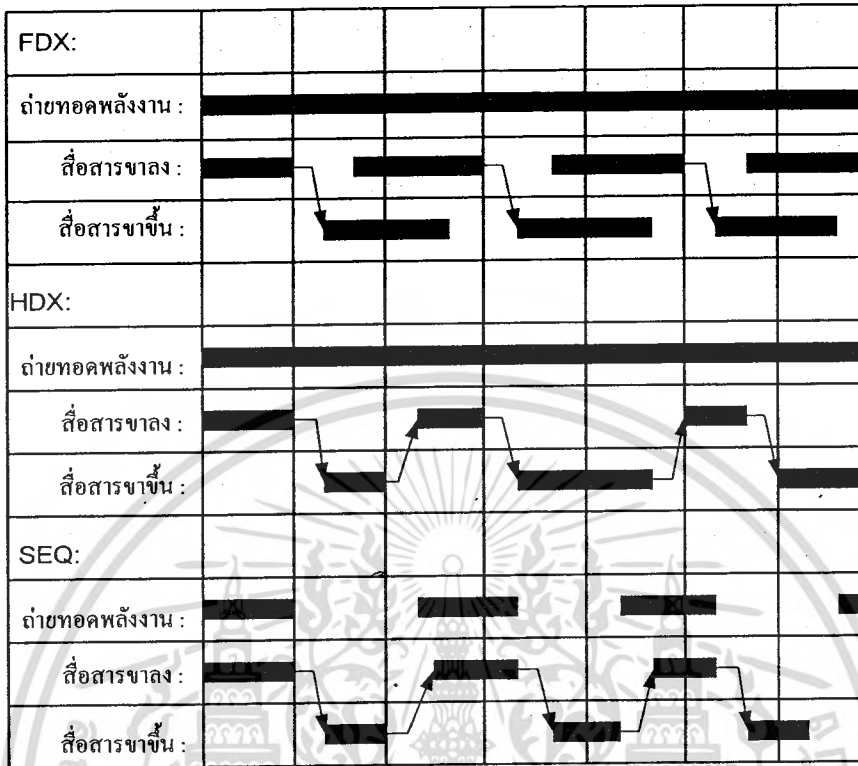 FDX:
ถ่ายทอดพลังงาน :
สื่อสารขาลง :
สื่อสารขาขึ้น :
HDX:
ถ่ายทอดพลังงาน :
สื่อสารขาลง :
สื่อสารขาขึ้น :
SEQ:
ถ่ายทอดพลังงาน :
สื่อสารขาลง :
สื่อสารขาขึ้น :